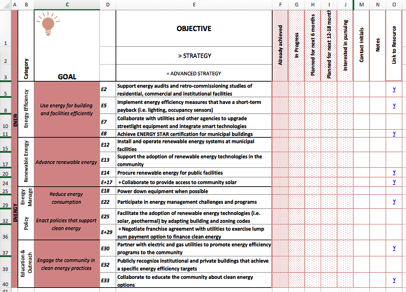 A B C D E F G H I J M N O
OBJECTIVE
> STRATEGY
+ ADVANCED STRATEGY
Category
GOAL
Already achieved
In Progress
Planned for next 6 months
Planned for next 12-18 months
Interested in pursuing
Contact Initials
Notes
Link to Resource
Energy Efficiency
Use energy for building
and facilities efficiently
E2
Support energy audits and retro-commissioning studies of
residential, commercial and institutional facilities
Y
E5
Implement energy efficiency measures that have a short-term
payback (i.e. lighting, occupancy sensors)
Y
E7
Collaborate with utilities and other agencies to upgrade
streetlight equipment and integrate smart technologies
E8
Achieve ENERGY STAR certification for municipal buildings
Y
Renewable Energy
Advance renewable energy
E12
Install and operate renewable energy systems at municipal
facilities
E13
Support the adoption of renewable energy technologies in the
community
E14
Procure renewable energy for public facilities
Y
E+17
+Collaborate to provide access to community solar
Y
Energy
Manage
Reduce energy
consumption
E18
Power down equipment when possible
E22
Participate in energy management challenges and programs
Y
Policy
Enact policies that support
clean energy
E25
Facilitate the adoption of renewable energy technologies (i.e.
solar, geothermal) by adapting building and zoning codes
E+29
+Negotiate franchise agreement with utilities to exercise lump
sum payment option to finance clean energy
Education &
Outreach
Engage the community in
clean energy practices
E30
Partner with electric and gas utilities to promote energy efficiency
programs to the community
Y
E32
Publicly recognize institutional and private buildings that achieve
a specific energy efficiency targets
E33
Collaborate to educate the community about clean energy
options
Y